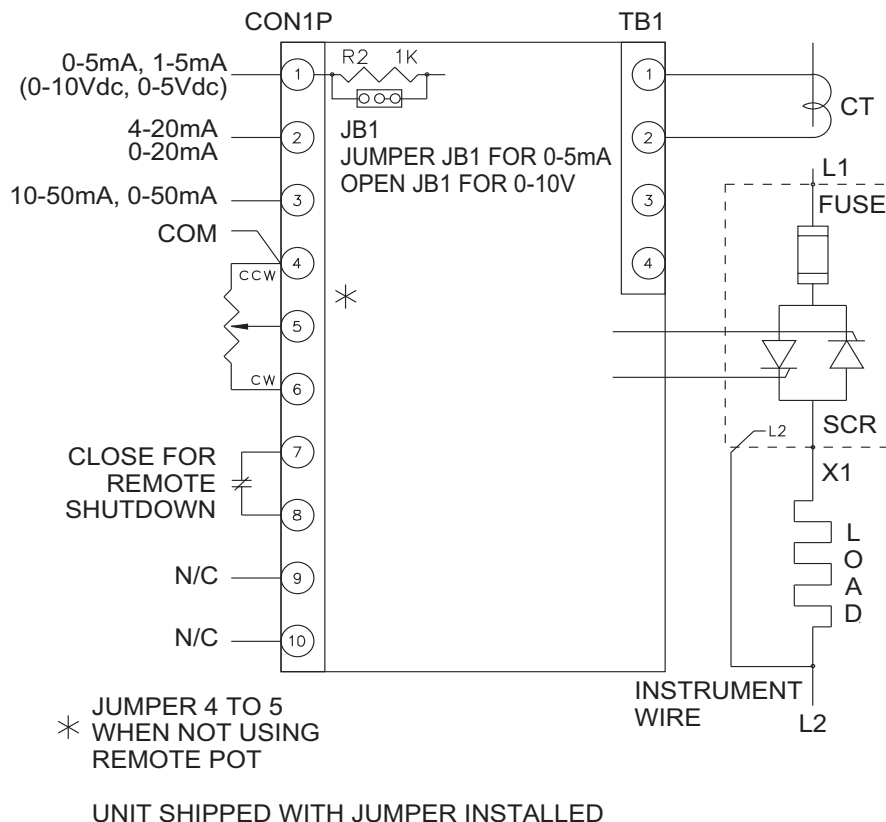 CON1P
TB1
0-5mA, 1-5mA
(0-10Vdc, 0-5Vdc)
1
R2
1K
1
CT
4-20mA
0-20mA
2
JB1
JUMPER JB1 FOR 0-5mA
OPEN JB1 FOR 0-10V
2
L1
FUSE
10-50mA, 0-50mA
3
3
COM
4
CCW
4
5
6
CW
SCR
L2
X1
CLOSE FOR
REMOTE
SHUTDOWN
7
8
N/C
9
N/C
10
LOAD
INSTRUMENT
WIRE
L2
JUMPER 4 TO 5
WHEN NOT USING
REMOTE POT
UNIT SHIPPED WITH JUMPER INSTALLED